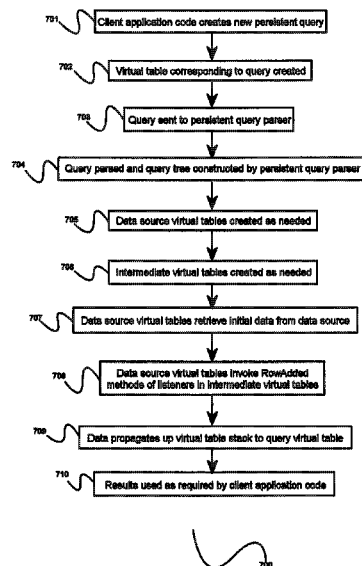 701
Client application code creates new persistent query
702
Virtual table corresponding to query created
703
Query sent to persistent query parser
704
Query parsed and query tree constructed by persistent query parser
705
Data source virtual tables created as needed
706
Intermediate virtual tables created as needed
707
Data source virtual tables retrieve initial data from data source
708
Data source virtual tables invoke RowAdded
methods of listeners in intermediate virtual tables
709
Data propagates up virtual table stack to query virtual table
710
Results used as required by client application code
700